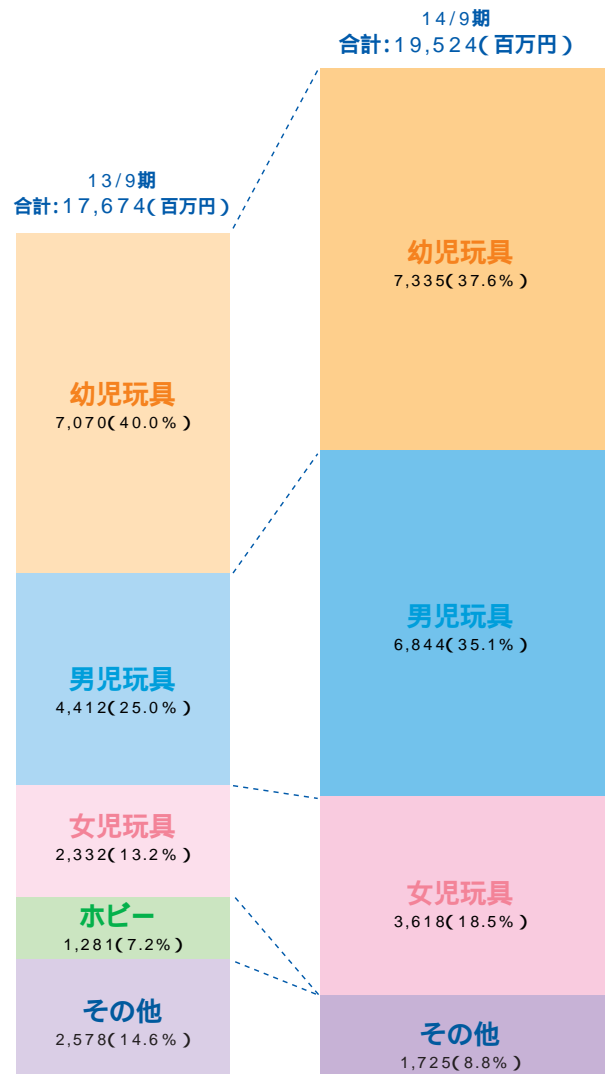 14/9期
合計:19,524(百万円)
13/9期
合計:17,674(百万円)
幼児玩具
7,335(37.6%)
幼児玩具
7,070(40.0%)
男児玩具
6,844(35.1%)
男児玩具
4,412(25.0%)
女児玩具
2,332(13.2%)
女児玩具
3,618(18.5%)
ホビー
1,281(7.2%)
その他
2,578(14.6%)
その他
1,725(8.8%)